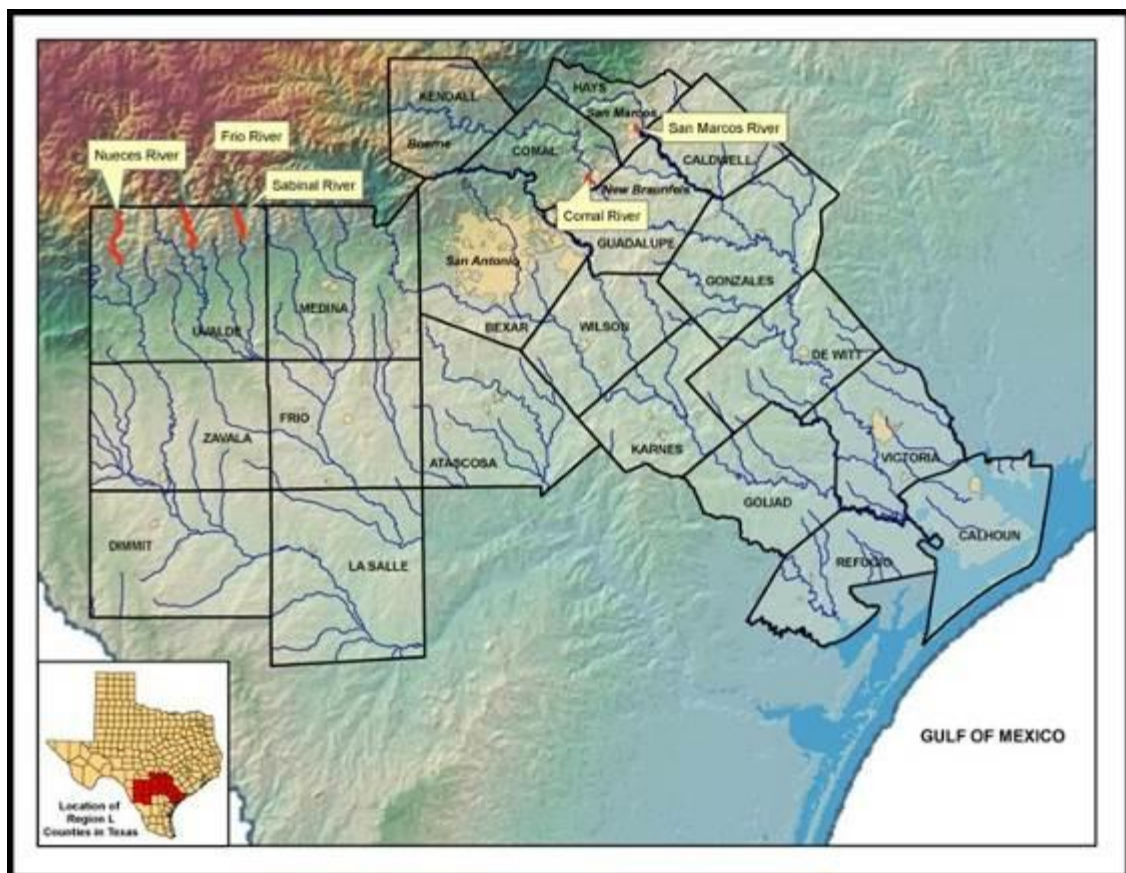 KENDALL
HAYS
San Marcos
San Marcos River
Frio River
Nueces River
Boerne
COMAL
CALDWELL
Sabinal River
New Braunfels
Comal River
GUADALUPE
San Antonio
GONZALES
MEDINA
UVALDE
BEXAR
WILSON
DE WITT
FRIO
ZAVALA
KARNES
ATASCOSA
VICTORIA
GOLIAD
CALHOUN
DIMMIT
LA SALLE
REFUGIO
GULF OF MEXICO
Location of
Region L
Counties in Texas